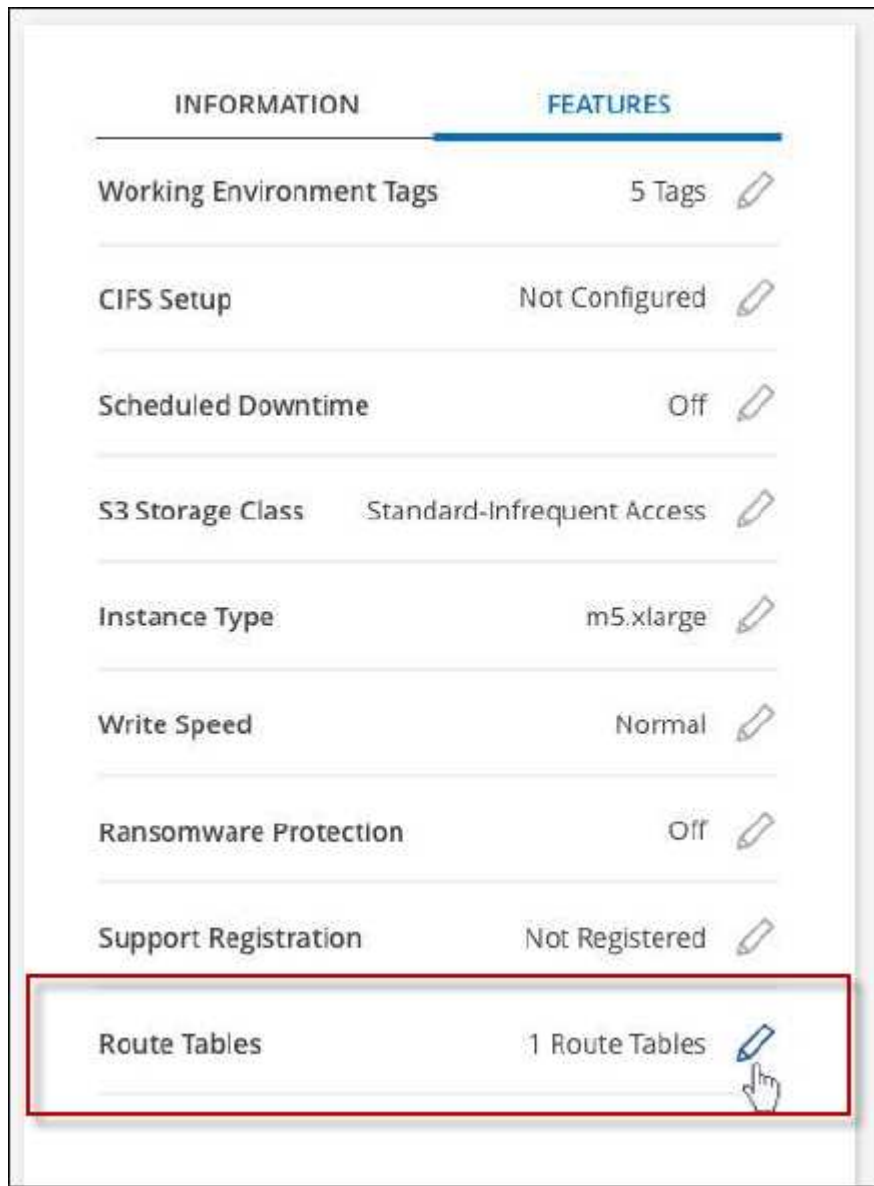 INFORMATION FEATURES
Working Environment Tags 5 Tags
CIFS Setup Not Configured
Scheduled Downtime Off
S3 Storage Class Standard-Infrequent Access
Instance Type m5.xlarge
Write Speed Normal
Ransomware Protection Off
Support Registration Not Registered
Route Tables 1 Route Tables